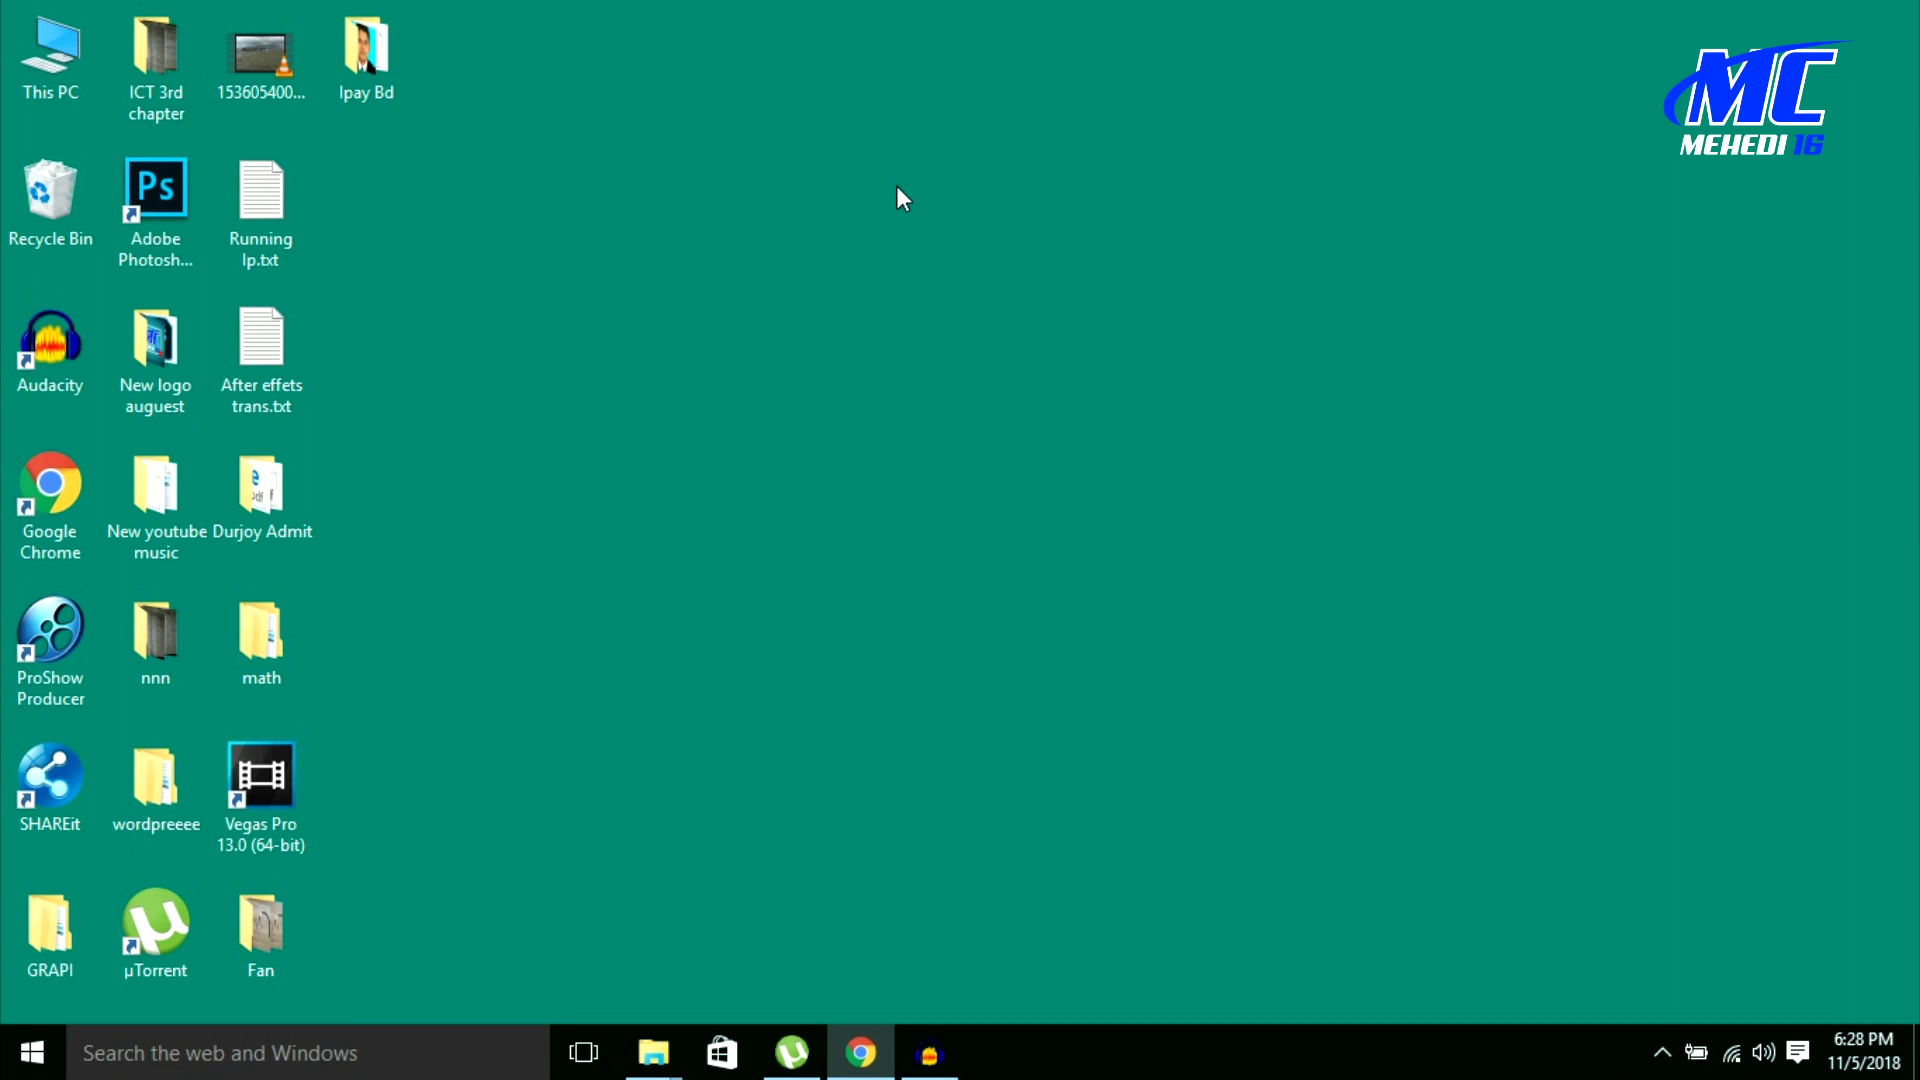 This PC
ICT 3rd
chapter
153605400...
Ipay Bd
MC
MEHEDI 16
Recycle Bin
Ps
Adobe
Photosh...
Running
Ip.txt
Audacity
New logo
auguest
After effets
trans.txt
Google
Chrome
New youtube
music
Durjoy Admit
ProShow
Producer
nnn
math
SHAREit
wordpreeee
Vegas Pro
13.0 (64-bit)
GRAPI
µTorrent
Fan
Search the web and Windows
6:28 PM
11/5/2018